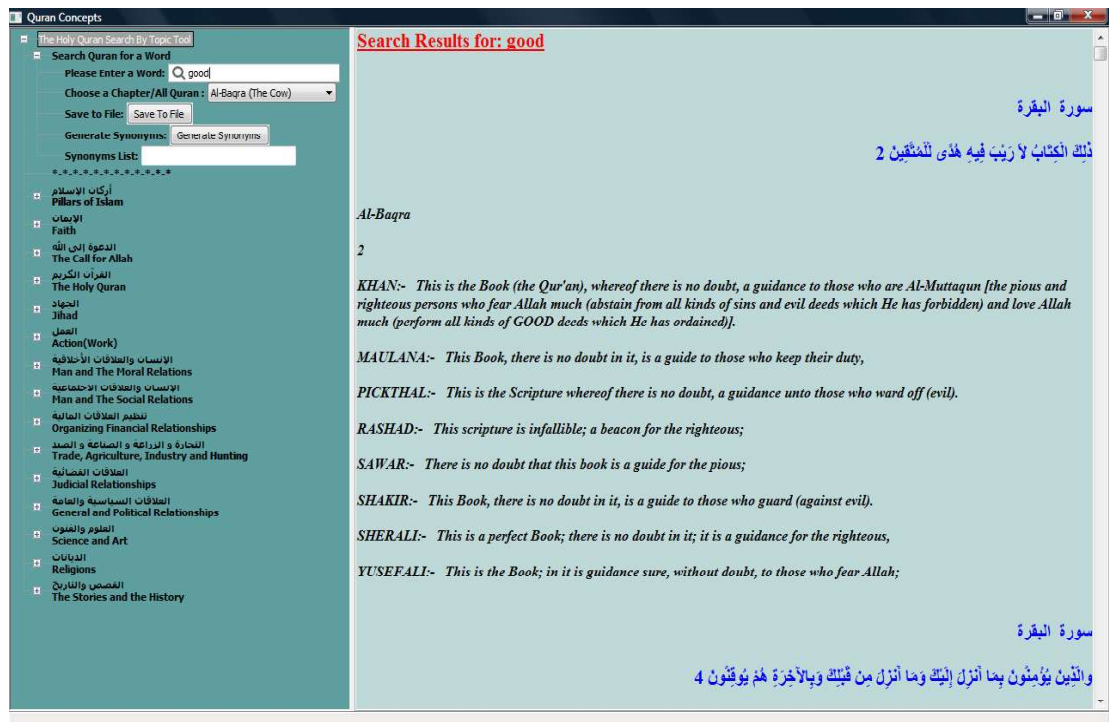 Quran Concepts
The Holy Quran Search By Topic Tool
Search Quran for a Word
Please Enter a Word: good
Choose a Chapter/All Quran : Al-Baqra (The Cow)
Save to File: Save To File
Generate Synonyms: Generate Synonyms
Synonyms List:
*-*-*-*-*-*-*-*-*-*-*-*-*
أركان الإسلام
Pillars of Islam
الإيمان
Faith
الدعوة إلى الله
The Call for Allah
القرآن الكريم
The Holy Quran
الجهاد
Jihad
العمل
Action(Work)
الإنسان والعلاقات الأخلاقية
Man and The Moral Relations
الإنسان والعلاقات الاجتماعية
Man and The Social Relations
تنظيم العلاقات المالية
Organizing Financial Relationships
التجارة و الزراعة و الصناعة و الصيد
Trade, Agriculture, Industry and Hunting
العلاقات القضائية
Judicial Relationships
العلاقات السياسية والعامة
General and Political Relationships
العلوم والفنون
Science and Art
الديانات
Religions
القصص والتاريخ
The Stories and the History
Search Results for: good
سورة البقرة
ذَلِكَ الْكِتَابُ لاَ رَيْبَ فِيهِ هُدًى لِّلْمُتَّقِينَ 2
Al-Baqra
2
KHAN:- This is the Book (the Qur'an), whereof there is no doubt, a guidance to those who are Al-Muttaqun [the pious and
righteous persons who fear Allah much (abstain from all kinds of sins and evil deeds which He has forbidden) and love Allah
much (perform all kinds of GOOD deeds which He has ordained)].
MAULANA:- This Book, there is no doubt in it, is a guide to those who keep their duty,
PICKTHAL:- This is the Scripture whereof there is no doubt, a guidance unto those who ward off (evil).
RASHAD:- This scripture is infallible; a beacon for the righteous;
SAWAR:- There is no doubt that this book is a guide for the pious;
SHAKIR:- This Book, there is no doubt in it, is a guide to those who guard (against evil).
SHERALI:- This is a perfect Book; there is no doubt in it; it is a guidance for the righteous,
YUSEFALI:- This is the Book; in it is guidance sure, without doubt, to those who fear Allah;
سورة البقرة
والَّذِينَ يُؤْمِنُونَ بِمَا أُنزِلَ إِلَيْكَ وَمَا أُنزِلَ مِن قَبْلِكَ وَبِالآخِرَةِ هُمْ يُوقِنُونَ 4